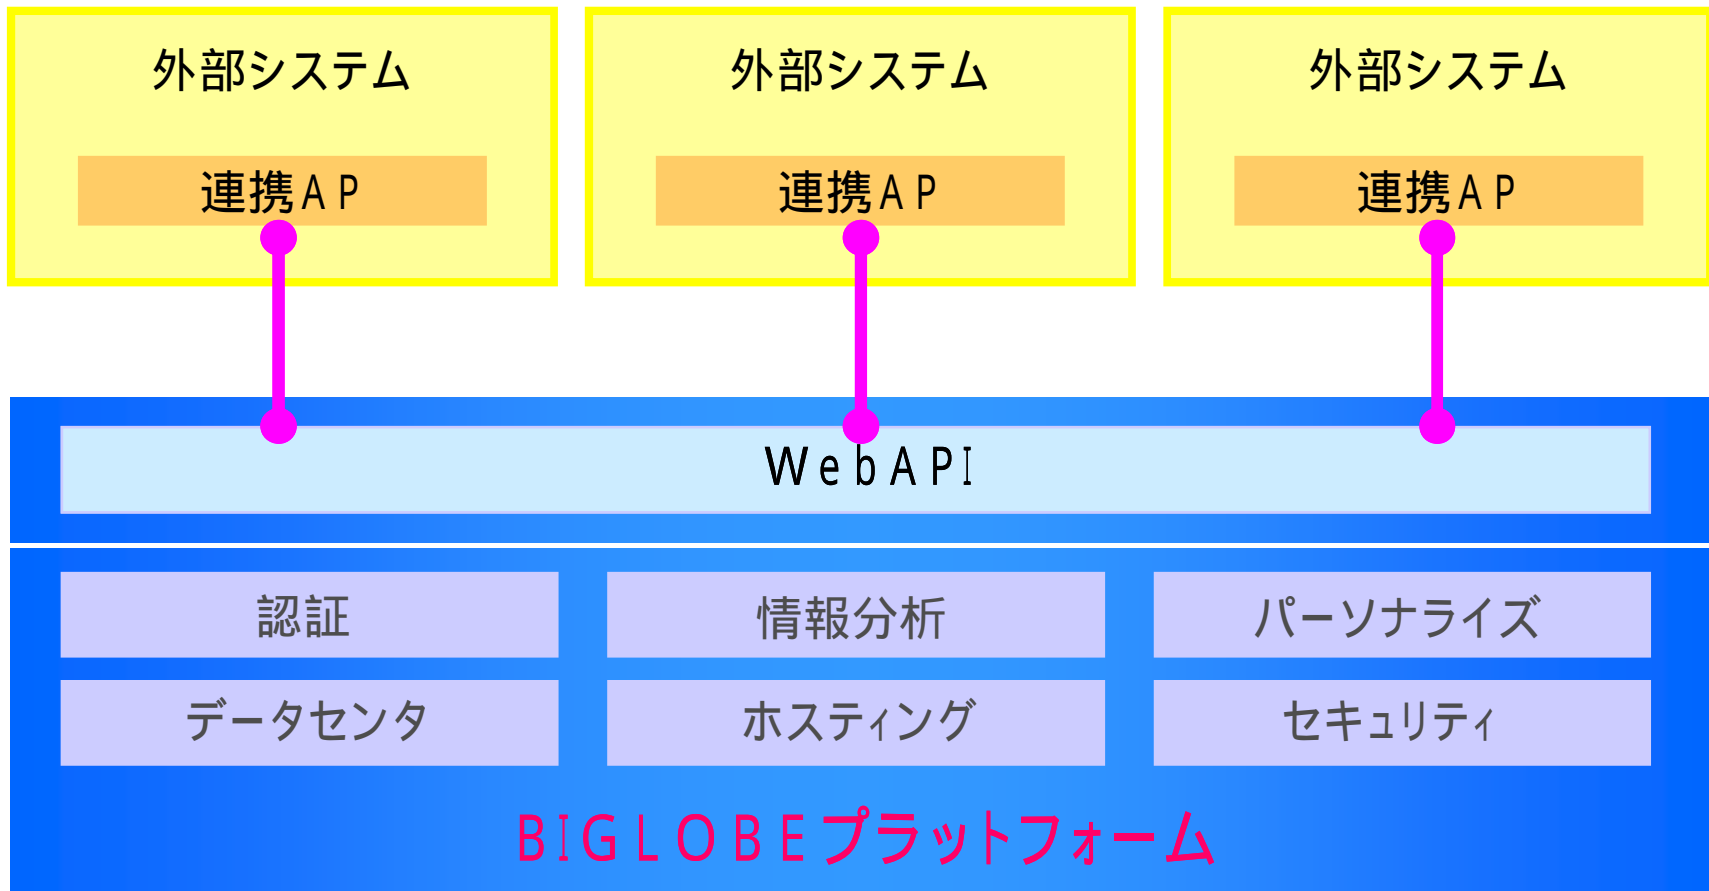 外部システム 外部システム 外部システム
連携ＡＰ 連携ＡＰ 連携ＡＰ
ＷｅｂＡＰＩ
認証 情報分析 パーソナライズ
データセンタ ホスティング セキュリティ
ＢＩＧＬＯＢＥプラットフォーム